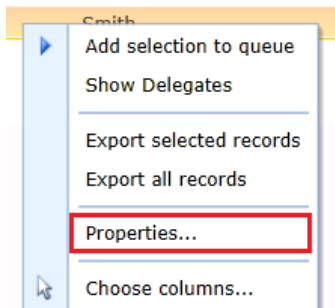 Smith
Add selection to queue
Show Delegates
Export selected records
Export all records
Properties...
Choose columns...